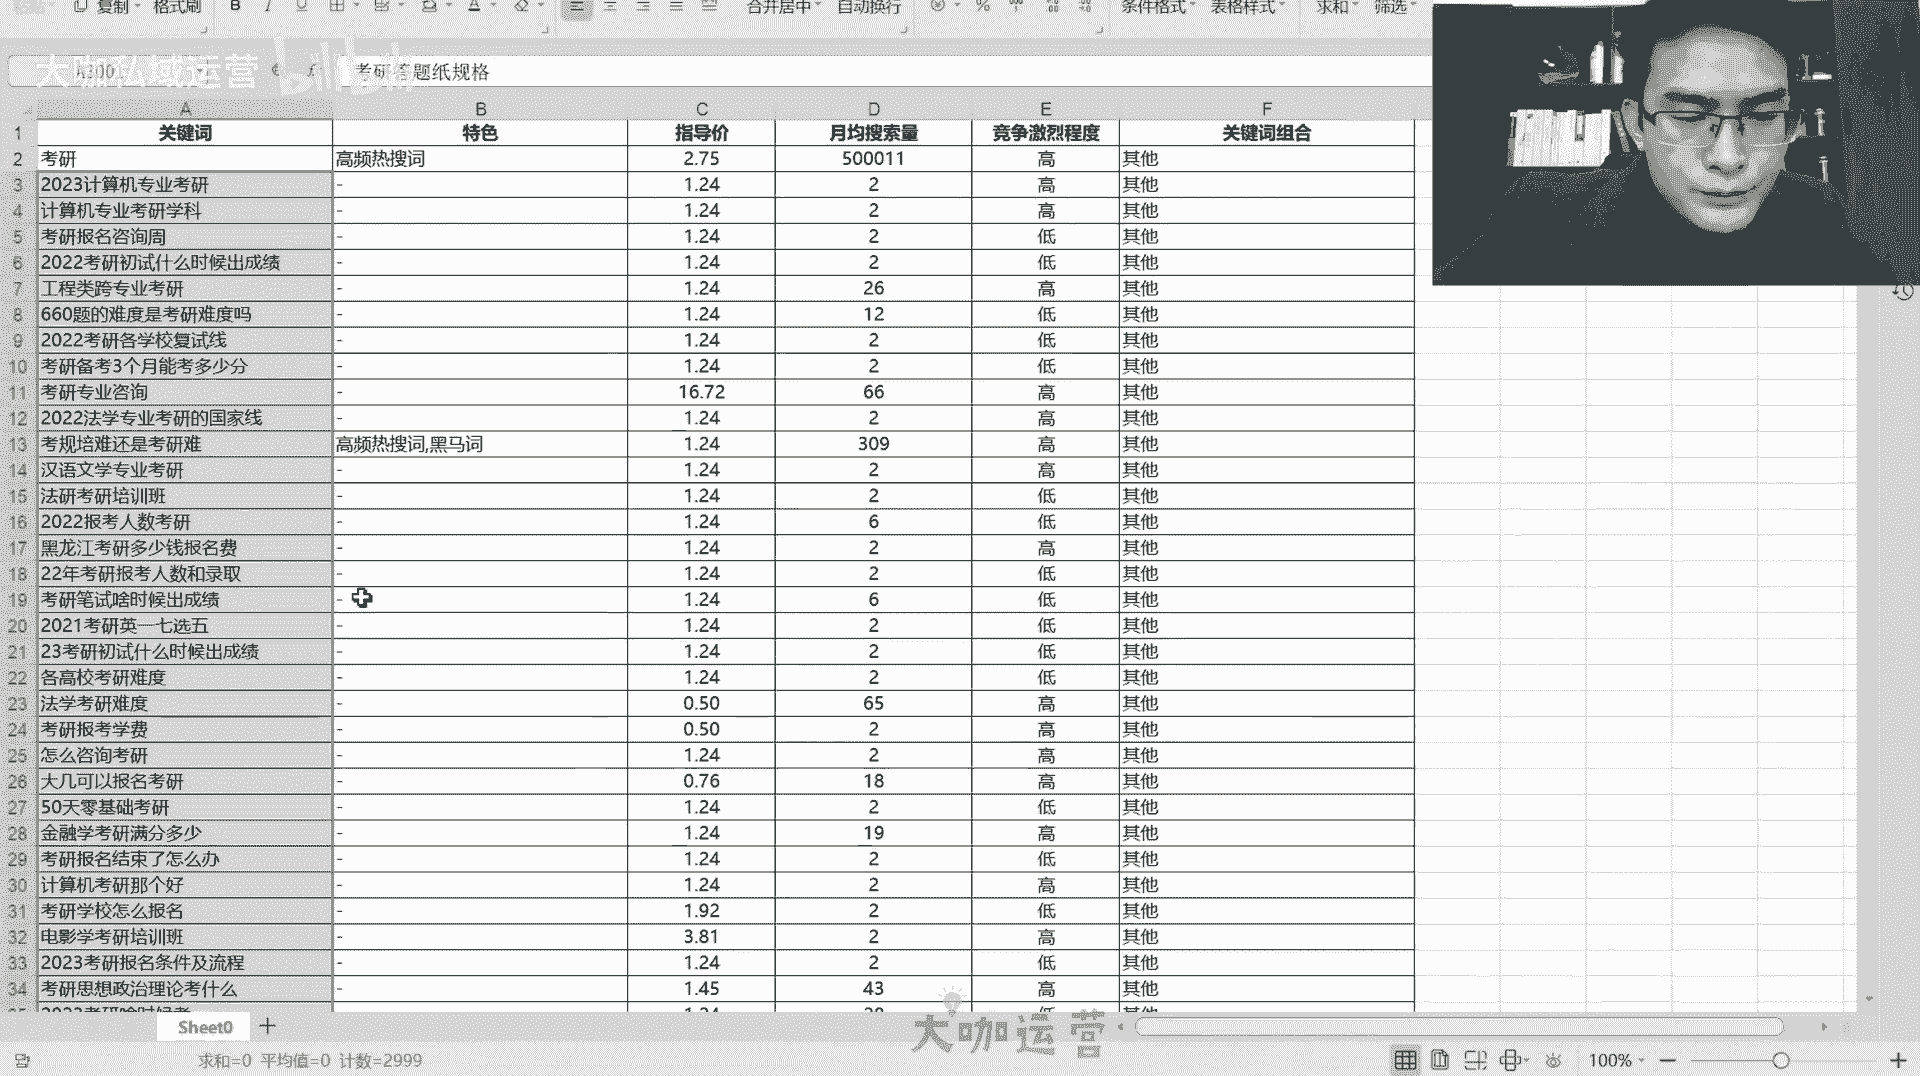 复制 格式刷 B I U A 合并居中 自动换行 % 条件格式 表格样式 求和 筛选
大咖私域运营 bilibili
考研答题纸规格
A B C D E F
1 关键词 特色 指导价 月均搜索量 竞争激烈程度 关键词组合
2 考研 高频热搜词 2.75 500011 高 其他
3 2023计算机专业考研 - 1.24 2 高 其他
4 计算机专业考研学科 - 1.24 2 高 其他
5 考研报名咨询周 - 1.24 2 低 其他
6 2022考研初试什么时候出成绩 - 1.24 2 低 其他
7 工程类跨专业考研 - 1.24 26 高 其他
8 660题的难度是考研难度吗 - 1.24 12 低 其他
9 2022考研各学校复试线 - 1.24 2 低 其他
10 考研备考3个月能考多少分 - 1.24 2 低 其他
11 考研专业咨询 - 16.72 66 高 其他
12 2022法学专业考研的国家线 - 1.24 2 高 其他
13 考规培难还是考研难 高频热搜词,黑马词 1.24 309 高 其他
14 汉语文学专业考研 - 1.24 2 高 其他
15 法研考研培训班 - 1.24 2 低 其他
16 2022报考人数考研 - 1.24 6 低 其他
17 黑龙江考研多少钱报名费 - 1.24 2 高 其他
18 22年考研报考人数和录取 - 1.24 2 低 其他
19 考研笔试啥时候出成绩 - 1.24 6 低 其他
20 2021考研英一七选五 - 1.24 2 低 其他
21 23考研初试什么时候出成绩 - 1.24 2 低 其他
22 各高校考研难度 - 1.24 2 低 其他
23 法学考研难度 - 0.50 65 高 其他
24 考研报考学费 - 0.50 2 高 其他
25 怎么咨询考研 - 1.24 2 高 其他
26 大几可以报名考研 - 0.76 18 高 其他
27 50天零基础考研 - 1.24 2 低 其他
28 金融学考研满分多少 - 1.24 19 高 其他
29 考研报名结束了怎么办 - 1.24 2 低 其他
30 计算机考研那个好 - 1.24 2 高 其他
31 考研学校怎么报名 - 1.92 2 低 其他
32 电影学考研培训班 - 3.81 2 高 其他
33 2023考研报名条件及流程 - 1.24 2 低 其他
34 考研思想政治理论考什么 - 1.45 43 高 其他
Sheet0 +
大咖运营
求和=0 平均值=0 计数=2999 100% − +